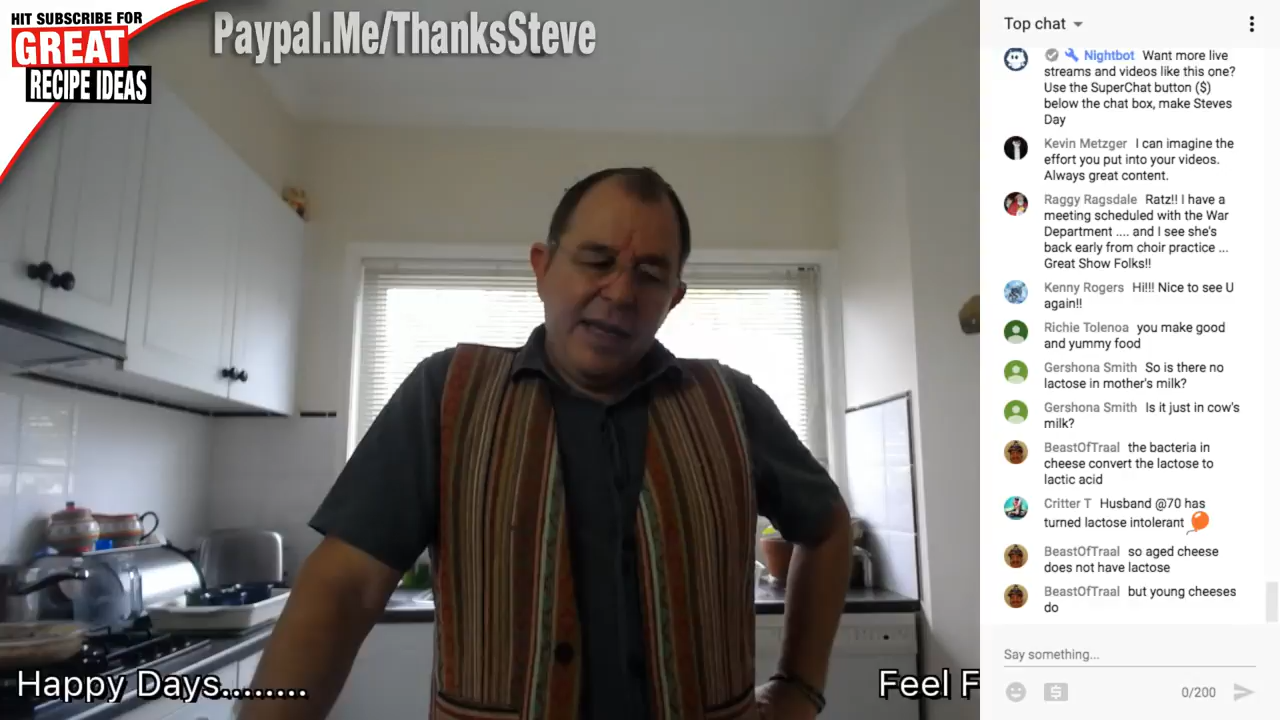 HIT SUBSCRIBE FOR
GREAT
RECIPE IDEAS
Paypal.Me/ThanksSteve
Happy Days........
Feel F
Top chat
Nightbot Want more live
streams and videos like this one?
Use the SuperChat button ($)
below the chat box, make Steves
Day
Kevin Metzger I can imagine the
effort you put into your videos.
Always great content.
Raggy Ragsdale Ratz!! I have a
meeting scheduled with the War
Department .... and I see she's
back early from choir practice ...
Great Show Folks!!
Kenny Rogers Hi!!! Nice to see U
again!!
Richie Tolenoa you make good
and yummy food
Gershona Smith So is there no
lactose in mother's milk?
Gershona Smith Is it just in cow's
milk?
BeastOfTraal the bacteria in
cheese convert the lactose to
lactic acid
Critter T Husband @70 has
turned lactose intolerant
BeastOfTraal so aged cheese
does not have lactose
BeastOfTraal but young cheeses
do
Say something...
0/200